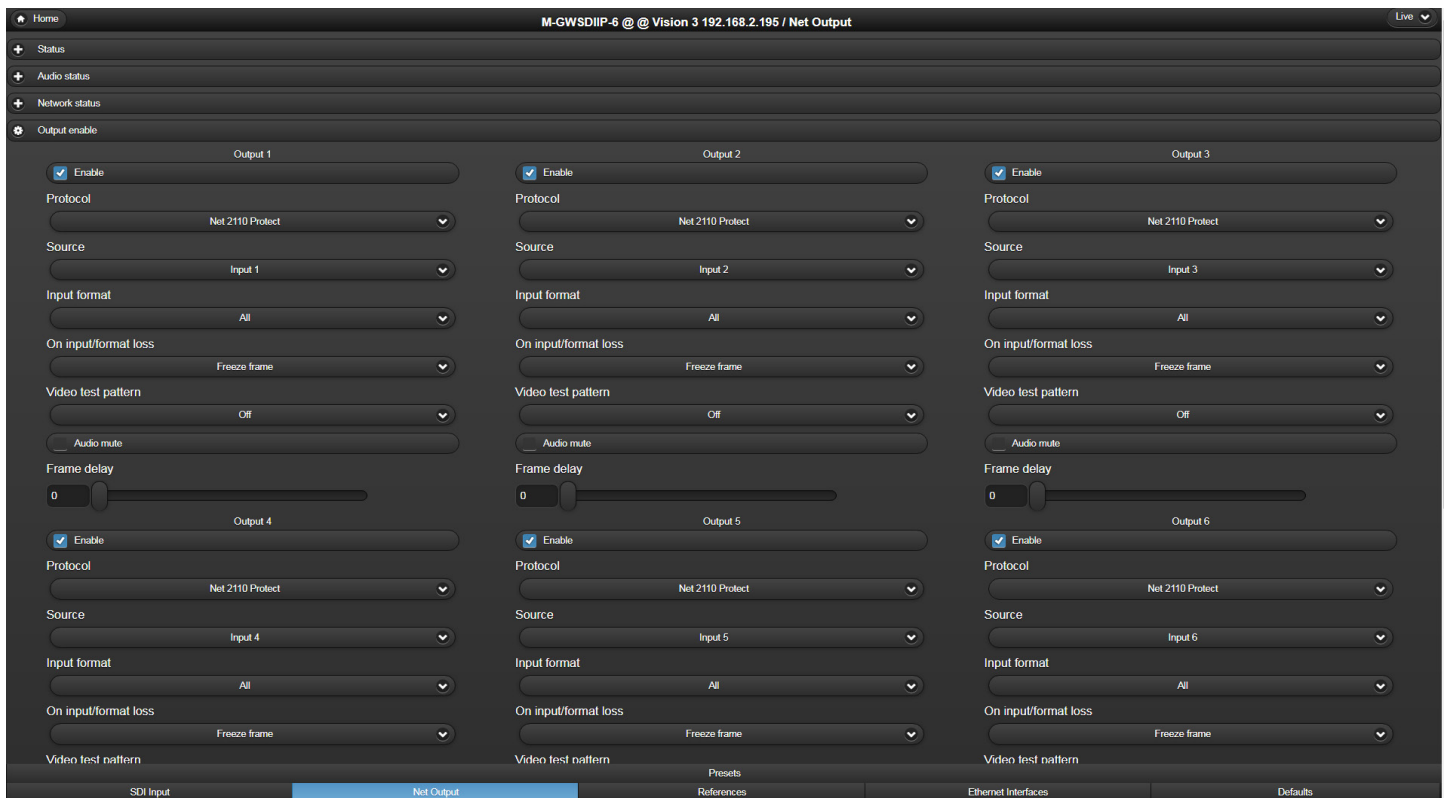 Home
M-GWSDIIP-6 @ @ Vision 3 192.168.2.195 / Net Output
Live
Status
Audio status
Network status
Output enable
Output 1 Output 2 Output 3
Enable Enable Enable
Protocol Protocol Protocol
Net 2110 Protect Net 2110 Protect Net 2110 Protect
Source Source Source
Input 1 Input 2 Input 3
Input format Input format Input format
All All All
On input/format loss On input/format loss On input/format loss
Freeze frame Freeze frame Freeze frame
Video test pattern Video test pattern Video test pattern
Off Off Off
Audio mute Audio mute Audio mute
Frame delay Frame delay Frame delay
0 0 0
Output 4 Output 5 Output 6
Enable Enable Enable
Protocol Protocol Protocol
Net 2110 Protect Net 2110 Protect Net 2110 Protect
Source Source Source
Input 4 Input 5 Input 6
Input format Input format Input format
All All All
On input/format loss On input/format loss On input/format loss
Freeze frame Freeze frame Freeze frame
Video test pattern Video test pattern Video test pattern
Presets
SDI Input Net Output References Ethernet Interfaces Defaults